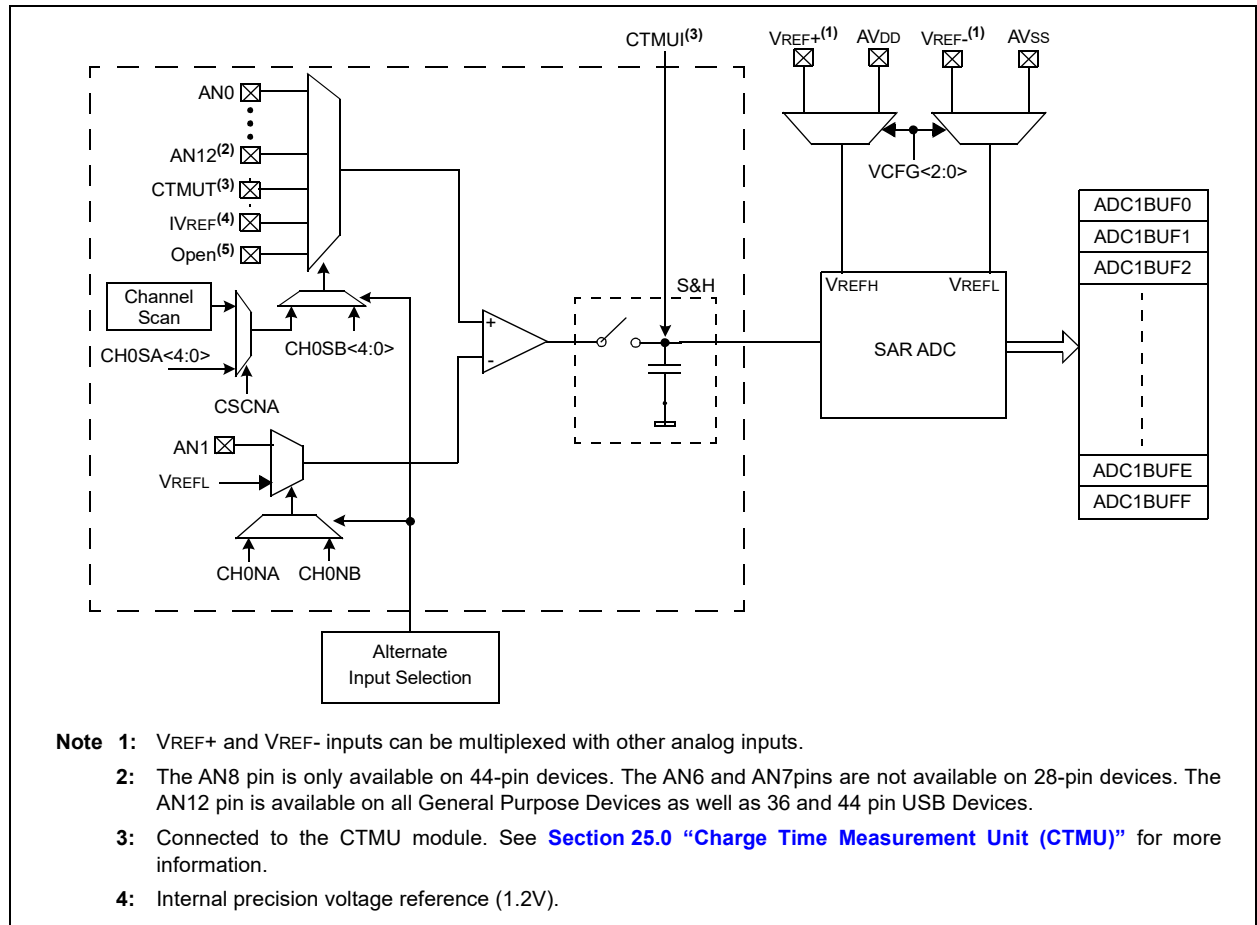 CTMUI(3)
VREF+(1) AVDD VREF-(1) AVSS
AN0
AN12(2)
CTMUT(3)
IVREF(4)
Open(5)
VCFG<2:0>
Channel
Scan
CH0SA<4:0>
CH0SB<4:0>
CSCNA
AN1
VREFL
CH0NA CH0NB
+
-
S&H
VREFH VREFL
SAR ADC
ADC1BUF0
ADC1BUF1
ADC1BUF2
ADC1BUFE
ADC1BUFF
Alternate
Input Selection
Note 1: VREF+ and VREF- inputs can be multiplexed with other analog inputs.
2: The AN8 pin is only available on 44-pin devices. The AN6 and AN7pins are not available on 28-pin devices. The
AN12 pin is available on all General Purpose Devices as well as 36 and 44 pin USB Devices.
3: Connected to the CTMU module. See Section 25.0 “Charge Time Measurement Unit (CTMU)” for more
information.
4: Internal precision voltage reference (1.2V).